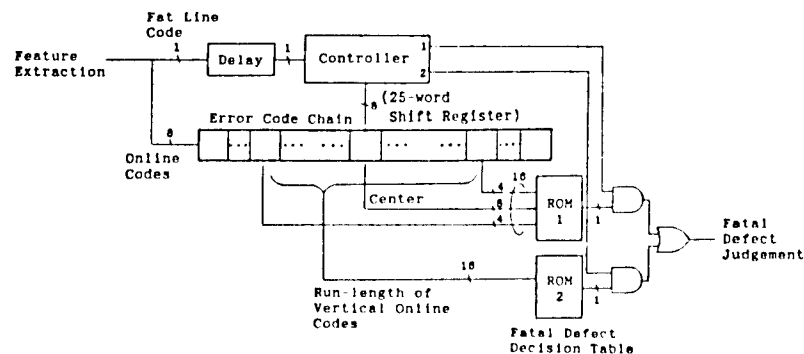 Fat Line
Code
1
1
Feature
Extraction
Delay
Controller
1
2
8
(25-word
Shift Register)
Error Code Chain
8
Online
Codes
... ... ... ... ... ...
Center
4
16
8
4
ROM
1
1
16
ROM
2
1
Run-length of
Vertical Online
Codes
Fatal Defect
Decision Table
Fatal
Defect
Judgement